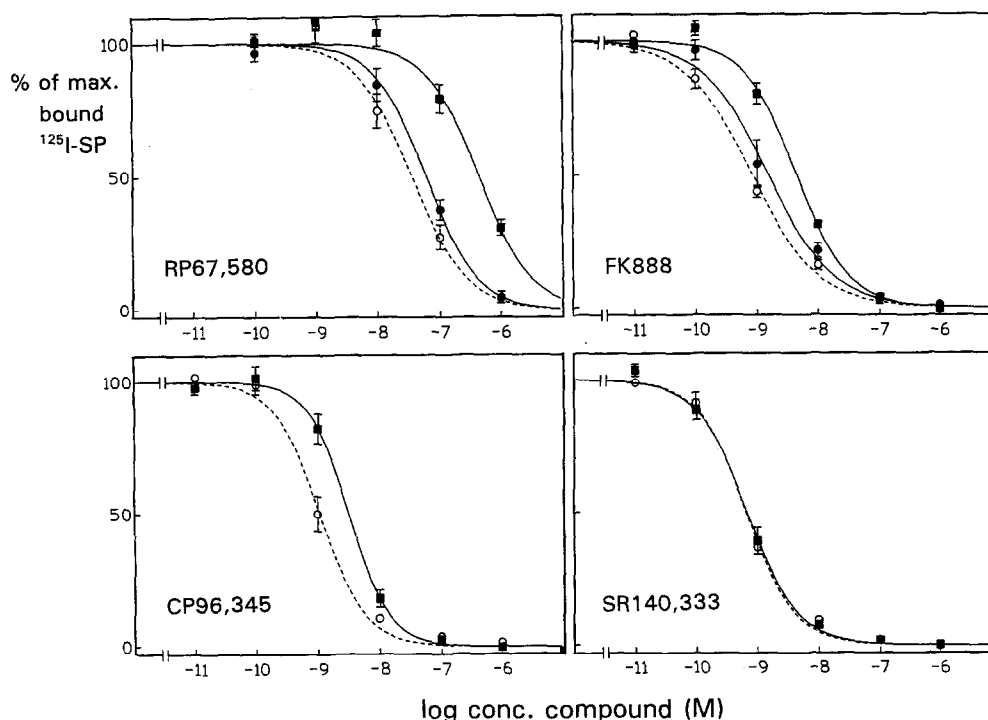 100
% of max.
bound
¹²⁵I-SP
50
0
RP67,580
FK888
-11 -10 -9 -8 -7 -6
-11 -10 -9 -8 -7 -6
100
50
0
CP96,345
SR140,333
-11 -10 -9 -8 -7 -6
-11 -10 -9 -8 -7 -6
log conc. compound (M)